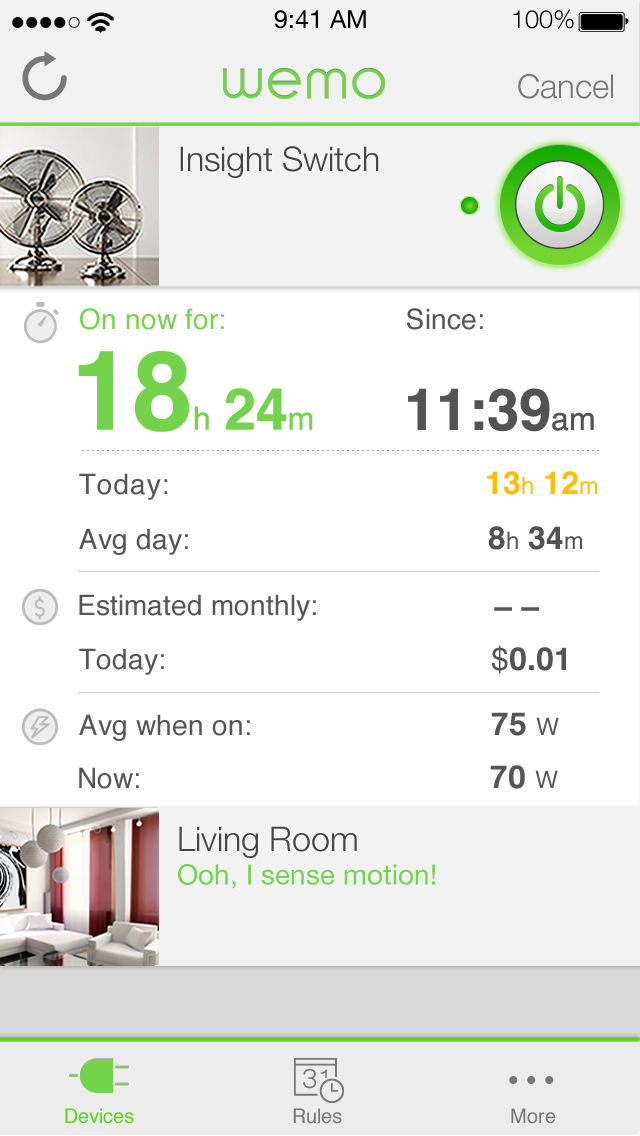 9:41 AM 100%
wemo Cancel
Insight Switch
On now for: Since:
18h 24m 11:39am
Today: 13h 12m
Avg day: 8h 34m
$ Estimated monthly: – –
Today: $0.01
Avg when on: 75 W
Now: 70 W
Living Room
Ooh, I sense motion!
31
Devices Rules More